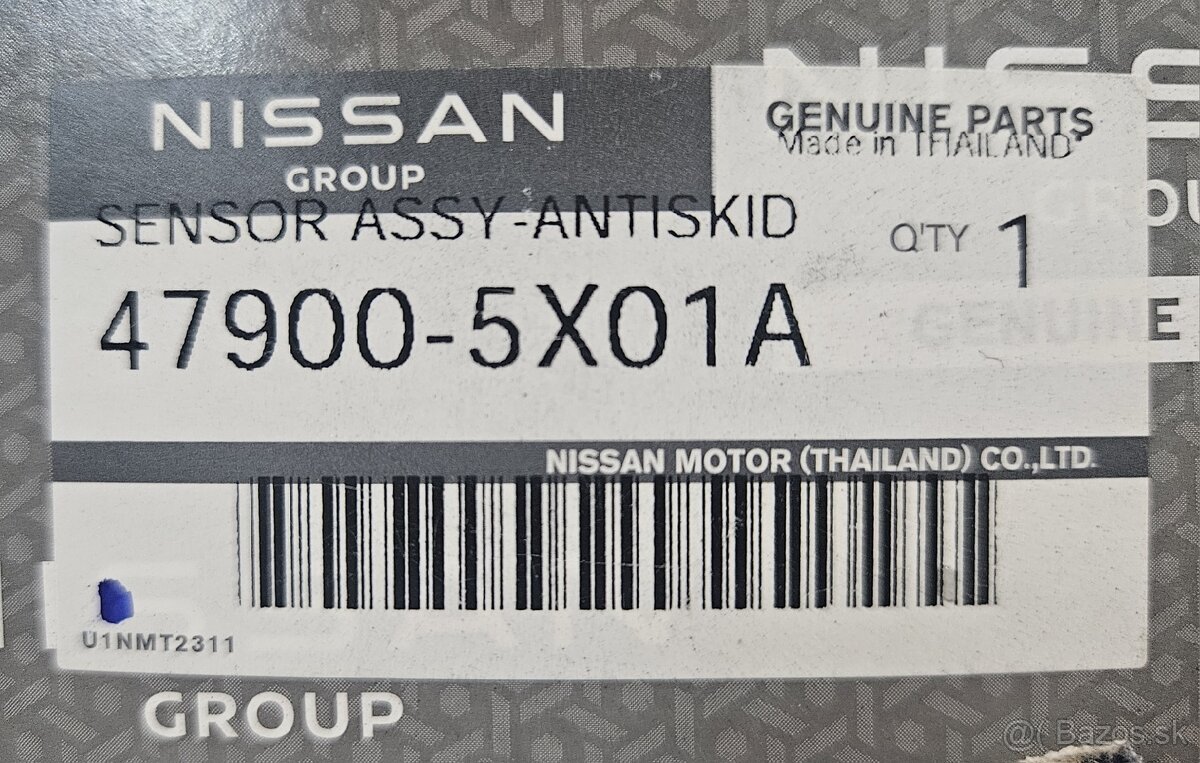 NISSAN
GROUP
GENUINE PARTS
Made in THAILAND
SENSOR ASSY-ANTISKID
Q'TY 1
47900-5X01A
GENUINE
NISSAN MOTOR (THAILAND) CO.,LTD.
U1NMT2311
GROUP
Bazos.sk